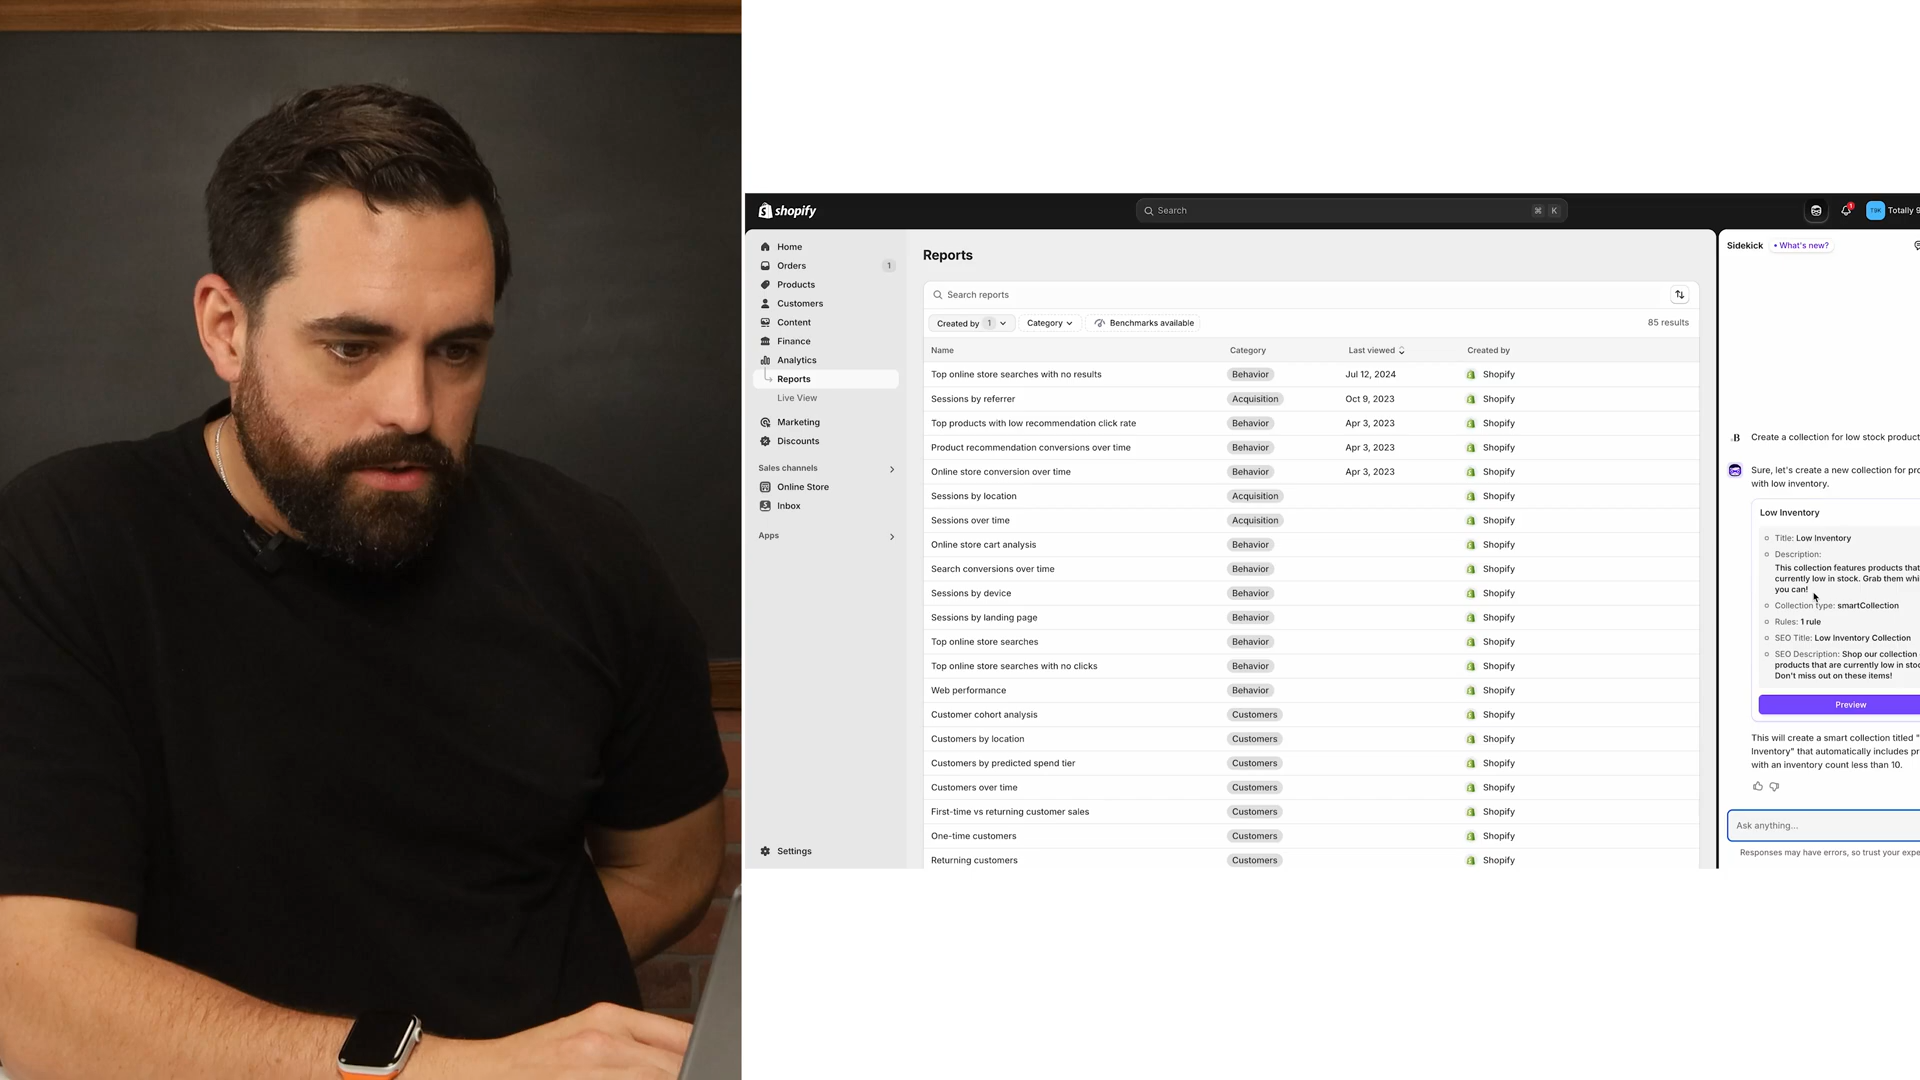 shopify
Search
⌘ K
Totally 9
Home
Orders 1
Products
Customers
Content
Finance
Analytics
Reports
Live View
Marketing
Discounts
Sales channels
Online Store
Inbox
Apps
Settings
Reports
Search reports
Created by 1 Category Benchmarks available 85 results
Name Category Last viewed Created by
Top online store searches with no results Behavior Jul 12, 2024 Shopify
Sessions by referrer Acquisition Oct 9, 2023 Shopify
Top products with low recommendation click rate Behavior Apr 3, 2023 Shopify
Product recommendation conversions over time Behavior Apr 3, 2023 Shopify
Online store conversion over time Behavior Apr 3, 2023 Shopify
Sessions by location Acquisition Shopify
Sessions over time Acquisition Shopify
Online store cart analysis Behavior Shopify
Search conversions over time Behavior Shopify
Sessions by device Behavior Shopify
Sessions by landing page Behavior Shopify
Top online store searches Behavior Shopify
Top online store searches with no clicks Behavior Shopify
Web performance Behavior Shopify
Customer cohort analysis Customers Shopify
Customers by location Customers Shopify
Customers by predicted spend tier Customers Shopify
Customers over time Customers Shopify
First-time vs returning customer sales Customers Shopify
One-time customers Customers Shopify
Returning customers Customers Shopify
Sidekick • What's new?
Create a collection for low stock product
Sure, let's create a new collection for pro
with low inventory.
Low Inventory
Title: Low Inventory
Description:
This collection features products that
currently low in stock. Grab them whi
you can!
Collection type: smartCollection
Rules: 1 rule
SEO Title: Low Inventory Collection
SEO Description: Shop our collection
products that are currently low in stoc
Don't miss out on these items!
Preview
This will create a smart collection titled "
Inventory" that automatically includes pr
with an inventory count less than 10.
Ask anything...
Responses may have errors, so trust your expe